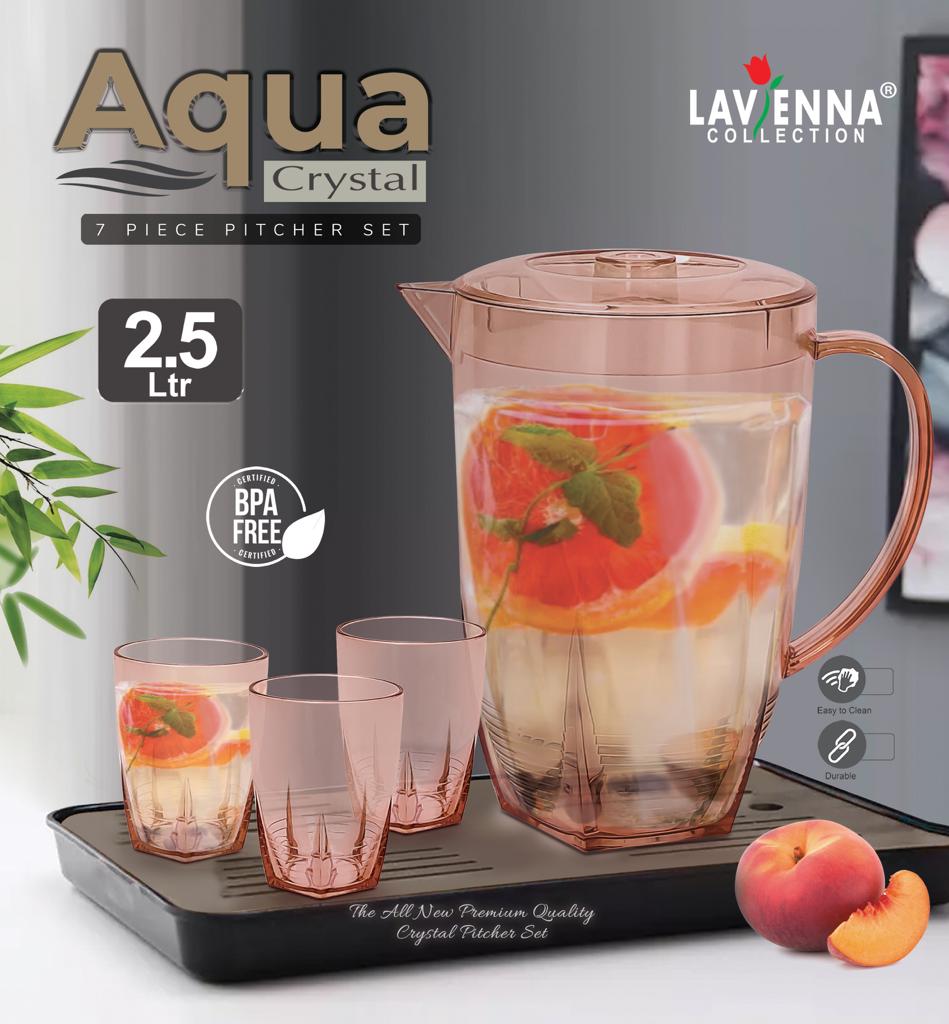 Aqua
Crystal
7 PIECE PITCHER SET
LAVIENNA®
COLLECTION
2.5
Ltr
CERTIFIED
BPA
FREE
CERTIFIED
Easy to Clean
Durable
The All New Premium Quality
Crystal Pitcher Set